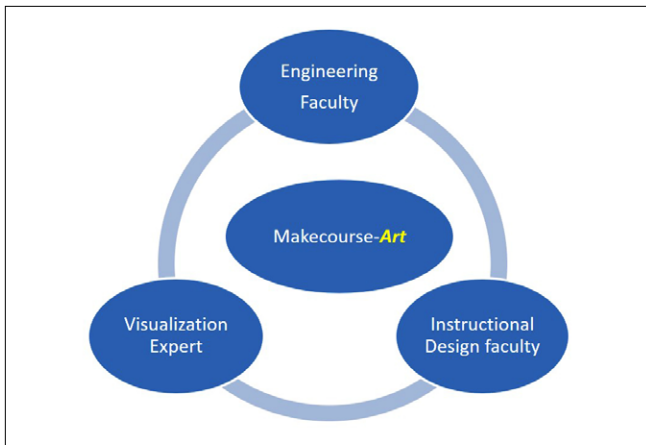 Engineering
Faculty
Makecourse-Art
Visualization
Expert
Instructional
Design faculty